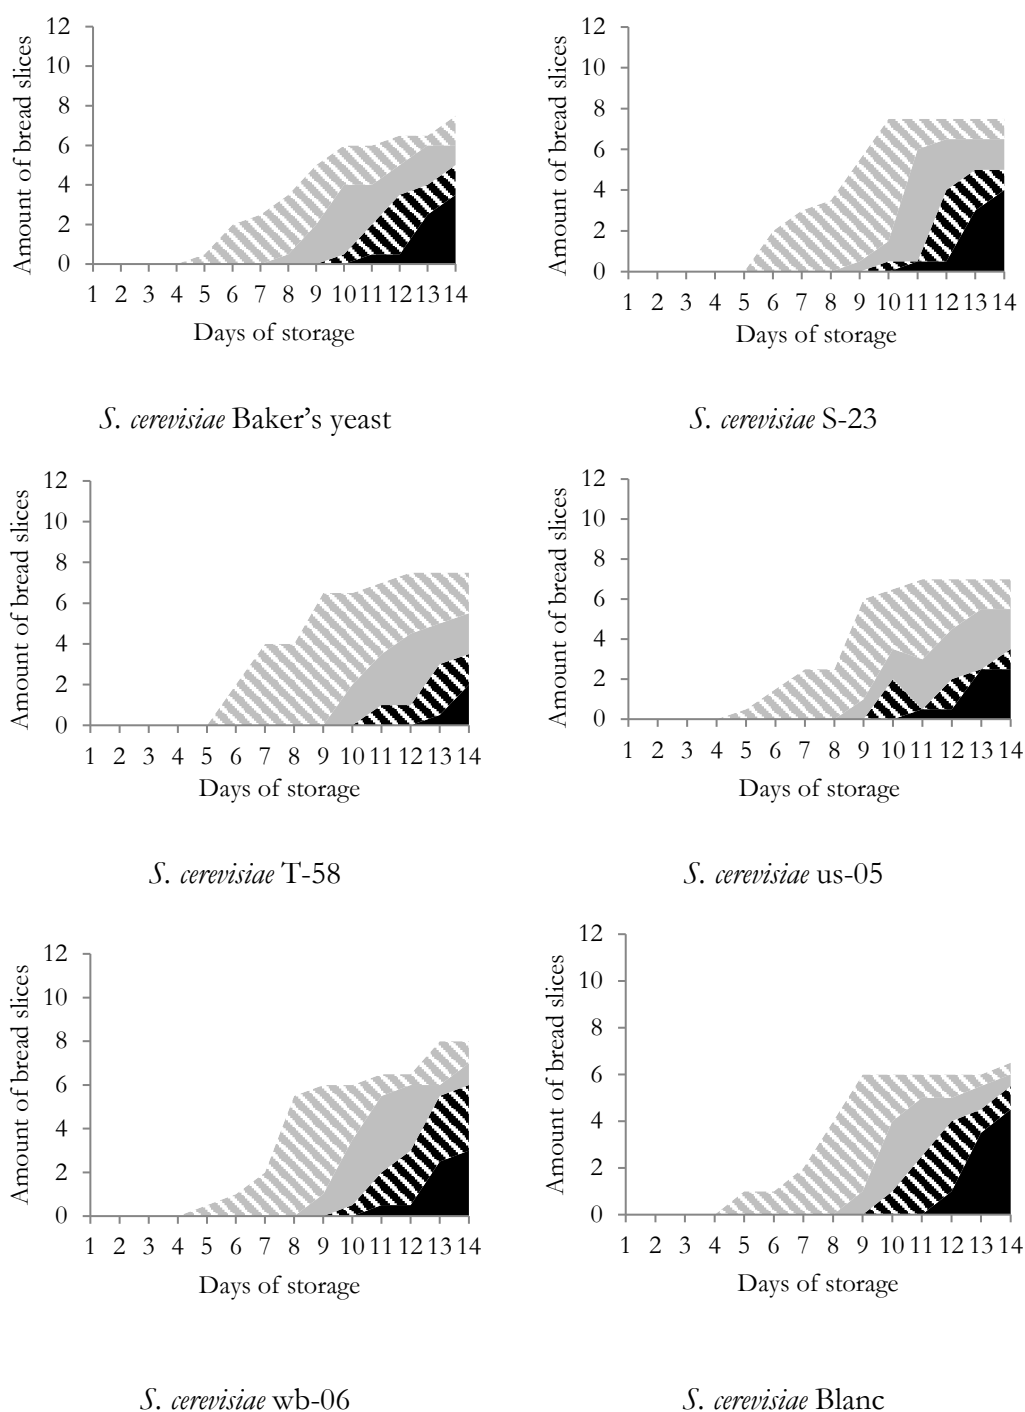 Amount of bread slices
12
10
8
6
4
2
0
1 2 3 4 5 6 7 8 9 10 11 12 13 14
Days of storage
S. cerevisiae Baker’s yeast
Amount of bread slices
12
10
8
6
4
2
0
1 2 3 4 5 6 7 8 9 10 11 12 13 14
Days of storage
S. cerevisiae S-23
Amount of bread slices
12
10
8
6
4
2
0
1 2 3 4 5 6 7 8 9 10 11 12 13 14
Days of storage
S. cerevisiae T-58
Amount of bread slices
12
10
8
6
4
2
0
1 2 3 4 5 6 7 8 9 10 11 12 13 14
Days of storage
S. cerevisiae us-05
Amount of bread slices
12
10
8
6
4
2
0
1 2 3 4 5 6 7 8 9 10 11 12 13 14
Days of storage
S. cerevisiae wb-06
Amount of bread slices
12
10
8
6
4
2
0
1 2 3 4 5 6 7 8 9 10 11 12 13 14
Days of storage
S. cerevisiae Blanc